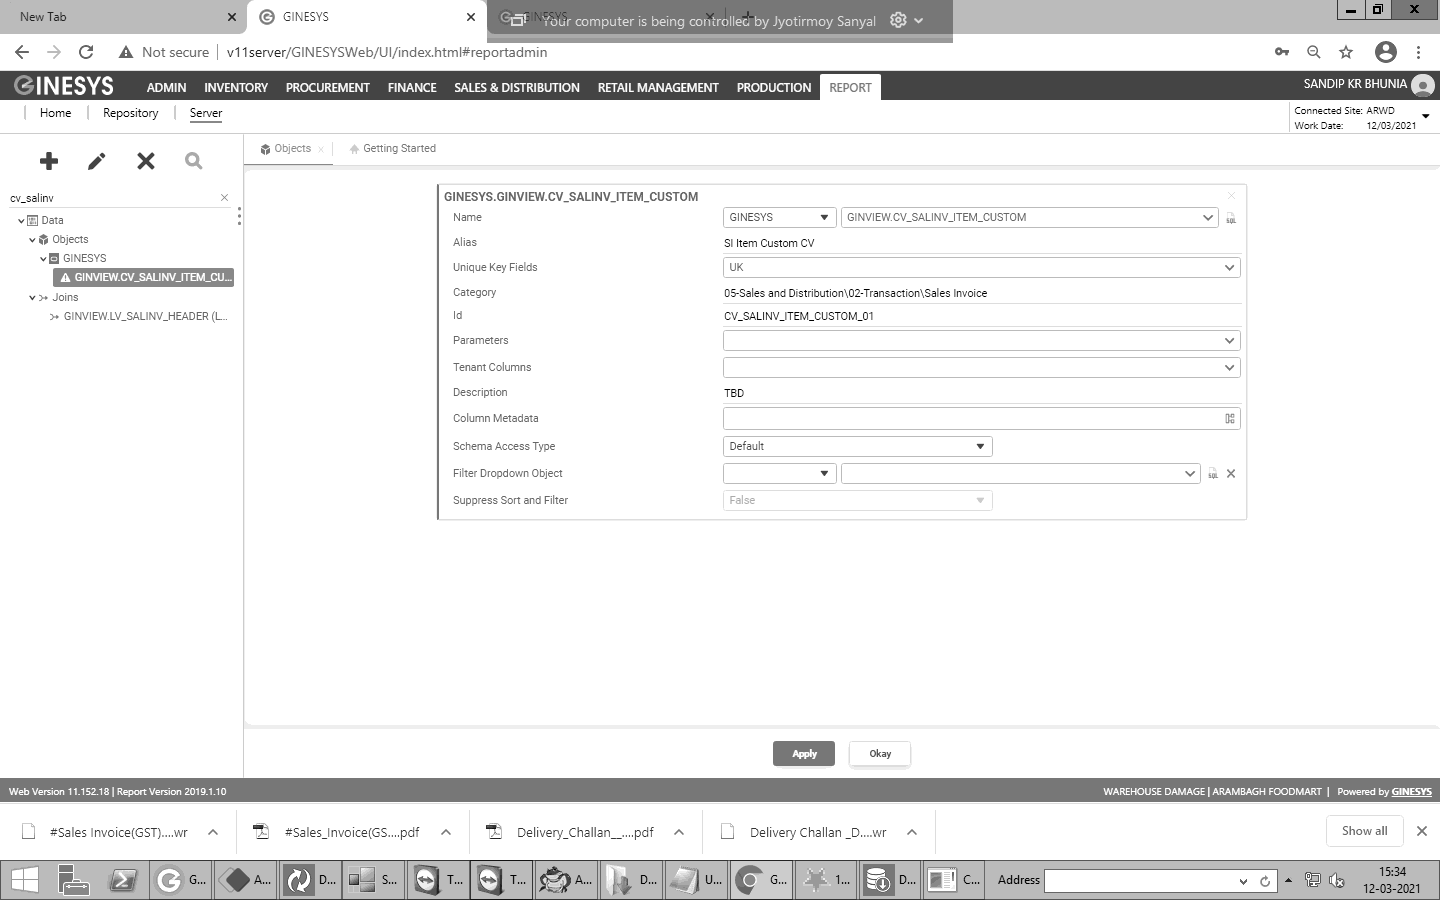 New Tab
GINESYS
GINESYS
Your computer is being controlled by Jyotirmoy Sanyal
Not secure
v11server/GINESYSWeb/UI/index.html#reportadmin
GINESYS
ADMIN
INVENTORY
PROCUREMENT
FINANCE
SALES & DISTRIBUTION
RETAIL MANAGEMENT
PRODUCTION
REPORT
SANDIP KR BHUNIA
Home
Repository
Server
Connected Site: ARWD
Work Date: 12/03/2021
Objects
Getting Started
cv_salinv
Data
Objects
GINESYS
GINVIEW.CV_SALINV_ITEM_CU...
Joins
GINVIEW.LV_SALINV_HEADER (L...
GINESYS.GINVIEW.CV_SALINV_ITEM_CUSTOM
Name
GINESYS
GINVIEW.CV_SALINV_ITEM_CUSTOM
SQL
Alias
SI Item Custom CV
Unique Key Fields
UK
Category
05-Sales and Distribution\02-Transaction\Sales Invoice
Id
CV_SALINV_ITEM_CUSTOM_01
Parameters
Tenant Columns
Description
TBD
Column Metadata
Schema Access Type
Default
Filter Dropdown Object
SQL
Suppress Sort and Filter
False
Apply
Okay
Web Version 11.152.18 | Report Version 2019.1.10
WAREHOUSE DAMAGE | ARAMBAGH FOODMART | Powered by GINESYS
#Sales Invoice(GST)....wr
#Sales_Invoice(GS....pdf
Delivery_Challan__....pdf
Delivery Challan _D....wr
Show all
G...
A...
D...
S...
T...
T...
A...
D...
U...
G...
1...
D...
C...
Address
15:34
12-03-2021